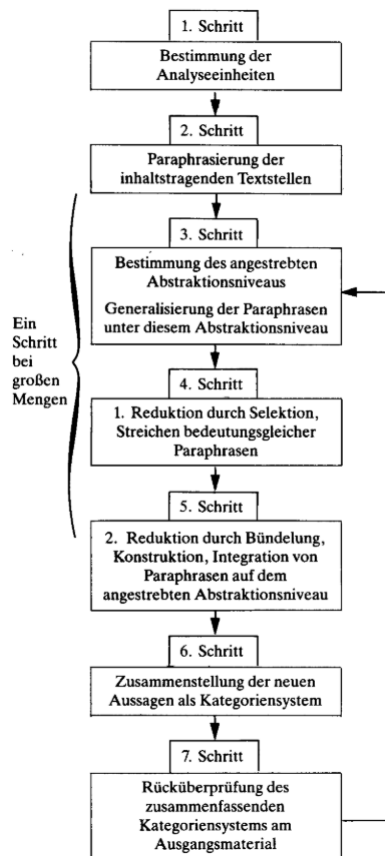 1. Schritt
Bestimmung der
Analyseeinheiten
2. Schritt
Paraphrasierung der
inhaltstragenden Textstellen
3. Schritt
Bestimmung des angestrebten
Abstraktionsniveaus
Generalisierung der Paraphrasen
unter diesem Abstraktionsniveau
Ein
Schritt
bei
großen
Mengen
4. Schritt
1. Reduktion durch Selektion,
Streichen bedeutungsgleicher
Paraphrasen
5. Schritt
2. Reduktion durch Bündelung,
Konstruktion, Integration von
Paraphrasen auf dem
angestrebten Abstraktionsniveau
6. Schritt
Zusammenstellung der neuen
Aussagen als Kategoriensystem
7. Schritt
Rücküberprüfung des
zusammenfassenden
Kategoriensystems am
Ausgangsmaterial